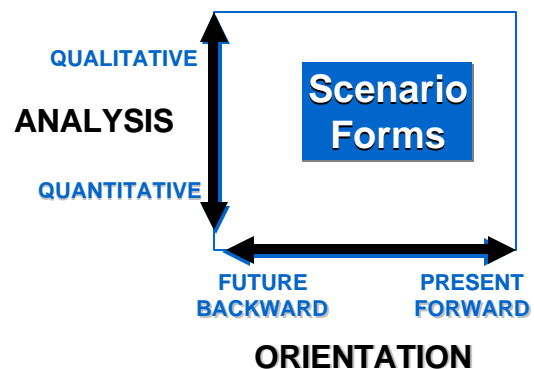 QUALITATIVE
Scenario
Forms
ANALYSIS
QUANTITATIVE
FUTURE
BACKWARD
PRESENT
FORWARD
ORIENTATION